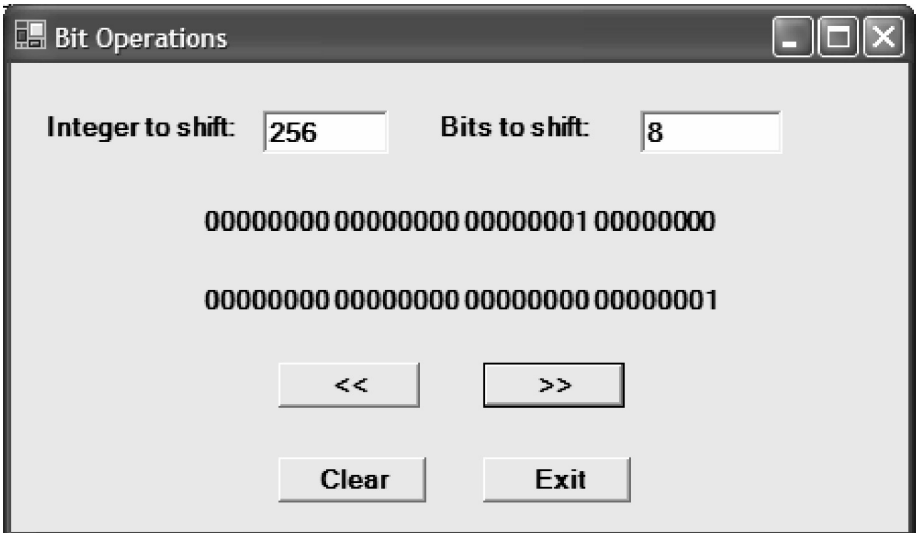 Bit Operations
Integer to shift: 256 Bits to shift: 8
00000000 00000000 00000001 00000000
00000000 00000000 00000000 00000001
<< >>
Clear Exit